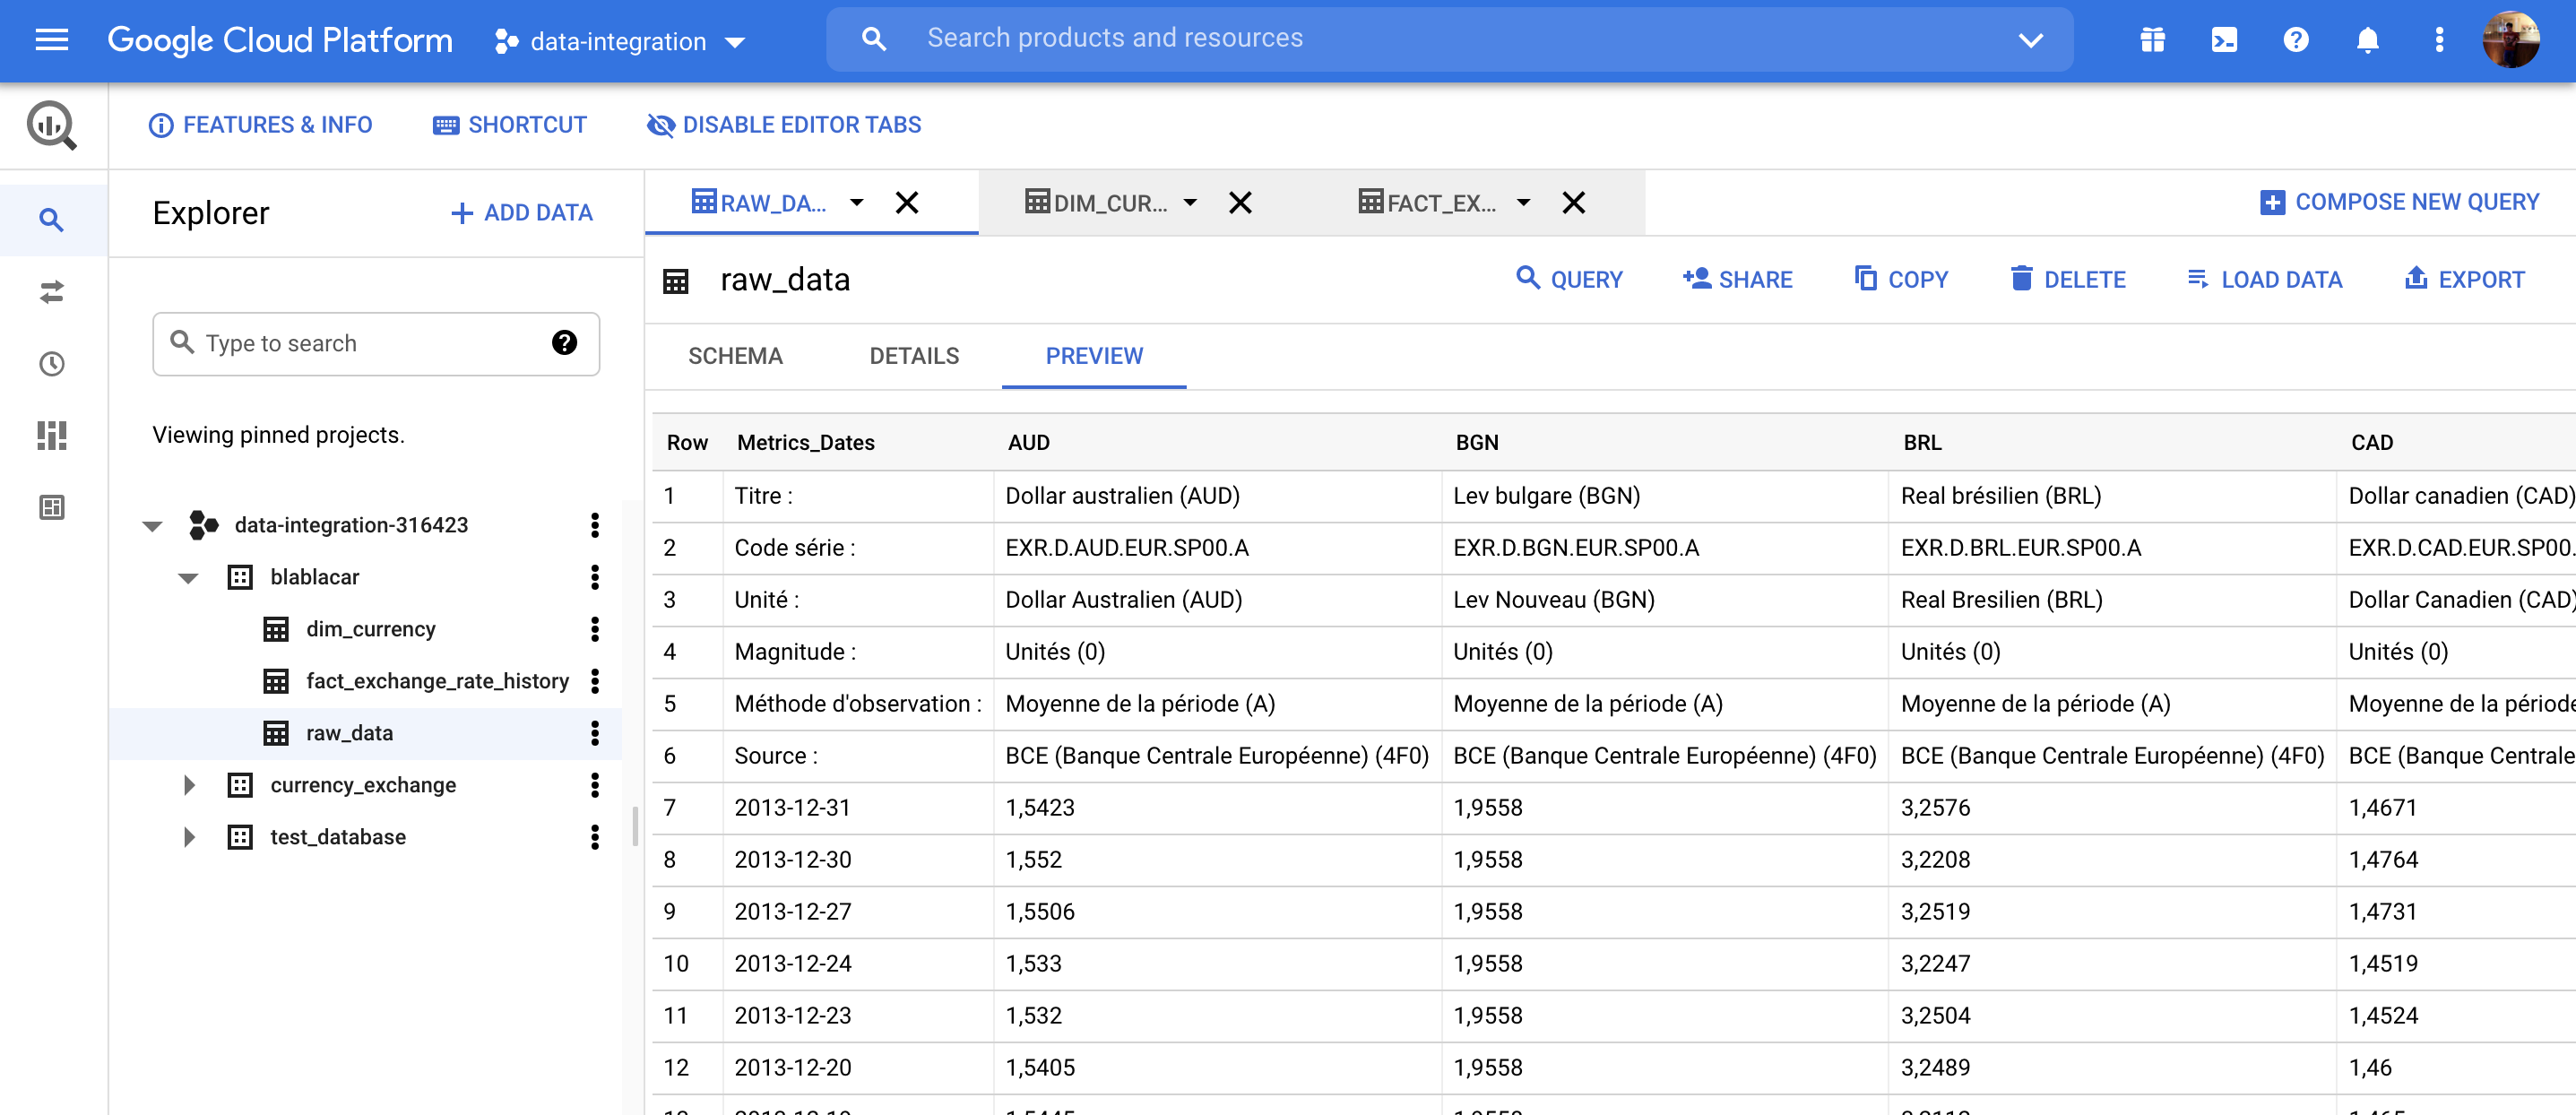 Google Cloud Platform data-integration Search products and resources
FEATURES & INFO SHORTCUT DISABLE EDITOR TABS
Explorer ADD DATA
Type to search
Viewing pinned projects.
data-integration-316423
blablacar
dim_currency
fact_exchange_rate_history
raw_data
currency_exchange
test_database
RAW_DA... DIM_CUR... FACT_EX... COMPOSE NEW QUERY
raw_data QUERY SHARE COPY DELETE LOAD DATA EXPORT
SCHEMA DETAILS PREVIEW
Row Metrics_Dates AUD BGN BRL CAD
1 Titre : Dollar australien (AUD) Lev bulgare (BGN) Real brésilien (BRL) Dollar canadien (CAD)
2 Code série : EXR.D.AUD.EUR.SP00.A EXR.D.BGN.EUR.SP00.A EXR.D.BRL.EUR.SP00.A EXR.D.CAD.EUR.SP00.
3 Unité : Dollar Australien (AUD) Lev Nouveau (BGN) Real Bresilien (BRL) Dollar Canadien (CAD)
4 Magnitude : Unités (0) Unités (0) Unités (0) Unités (0)
5 Méthode d'observation : Moyenne de la période (A) Moyenne de la période (A) Moyenne de la période (A) Moyenne de la période
6 Source : BCE (Banque Centrale Européenne) (4F0) BCE (Banque Centrale Européenne) (4F0) BCE (Banque Centrale Européenne) (4F0) BCE (Banque Centrale
7 2013-12-31 1,5423 1,9558 3,2576 1,4671
8 2013-12-30 1,552 1,9558 3,2208 1,4764
9 2013-12-27 1,5506 1,9558 3,2519 1,4731
10 2013-12-24 1,533 1,9558 3,2247 1,4519
11 2013-12-23 1,532 1,9558 3,2504 1,4524
12 2013-12-20 1,5405 1,9558 3,2489 1,46